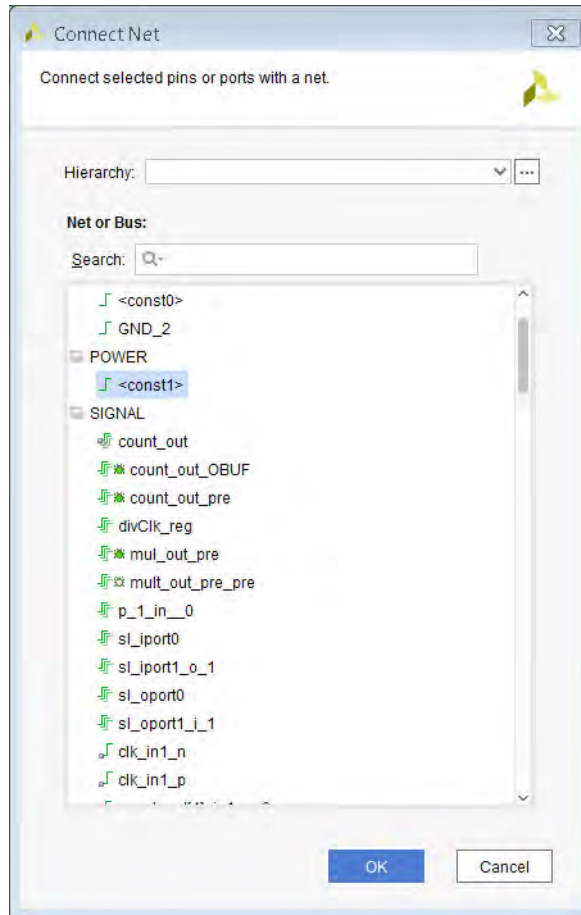 Connect Net
Connect selected pins or ports with a net.
Hierarchy:
...
Net or Bus:
Search:
<const0>
GND_2
POWER
<const1>
SIGNAL
count_out
count_out_OBUF
count_out_pre
divClk_reg
mul_out_pre
mult_out_pre_pre
p_1_in__0
sl_iport0
sl_iport1_o_1
sl_oport0
sl_oport1_i_1
clk_in1_n
clk_in1_p
OK Cancel